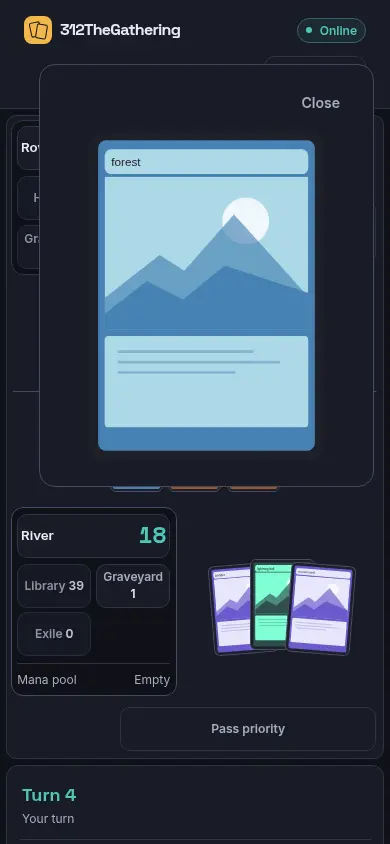 312TheGathering
Online
Close
forest
River
18
Library 39
Graveyard
1
Exile 0
Mana pool
Empty
Pass priority
Turn 4
Your turn